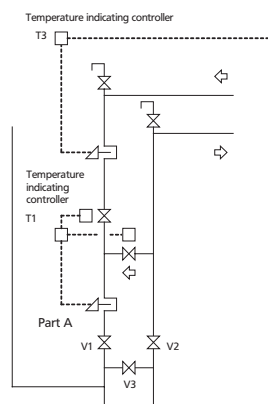 Temperature indicating controller
T3
Temperature
indicating
controller
T1
Part A
V1
V2
V3